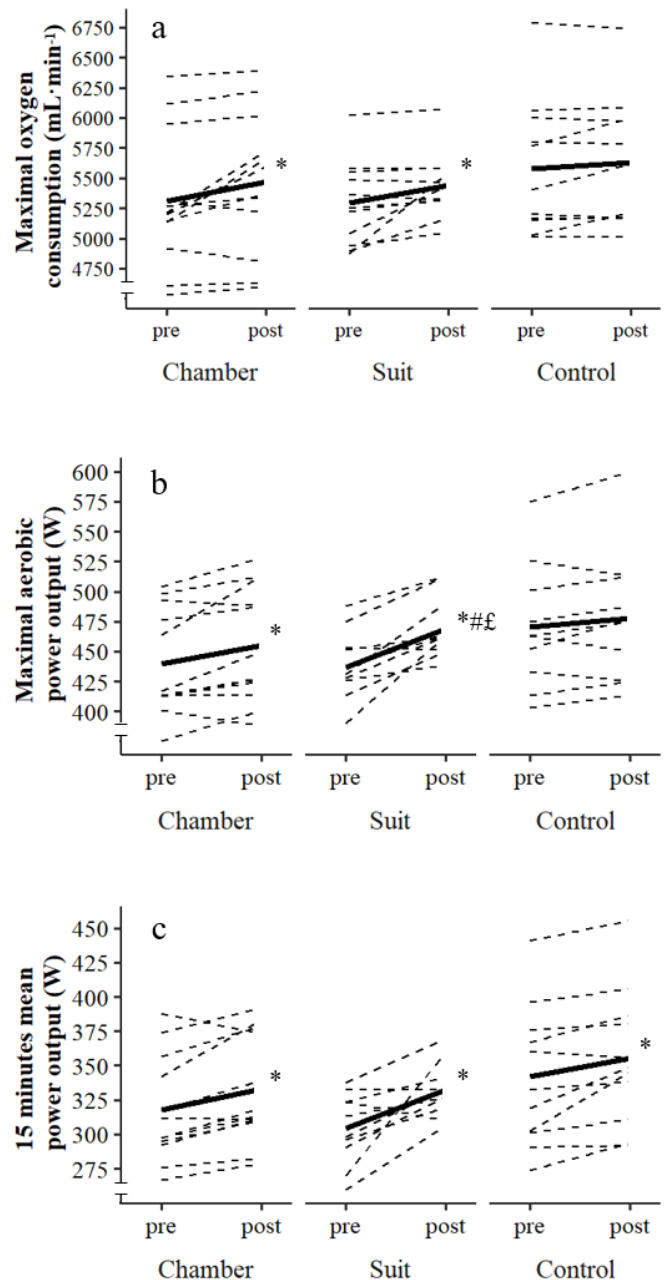 a
Maximal oxygen
consumption (mL·min⁻¹)
6750
6500
6250
6000
5750
5500
5250
5000
4750
*
*
pre post pre post pre post
Chamber Suit Control
b
Maximal aerobic
power output (W)
600
575
550
525
500
475
450
425
400
*
*#£
pre post pre post pre post
Chamber Suit Control
c
15 minutes mean
power output (W)
450
425
400
375
350
325
300
275
*
*
*
pre post pre post pre post
Chamber Suit Control